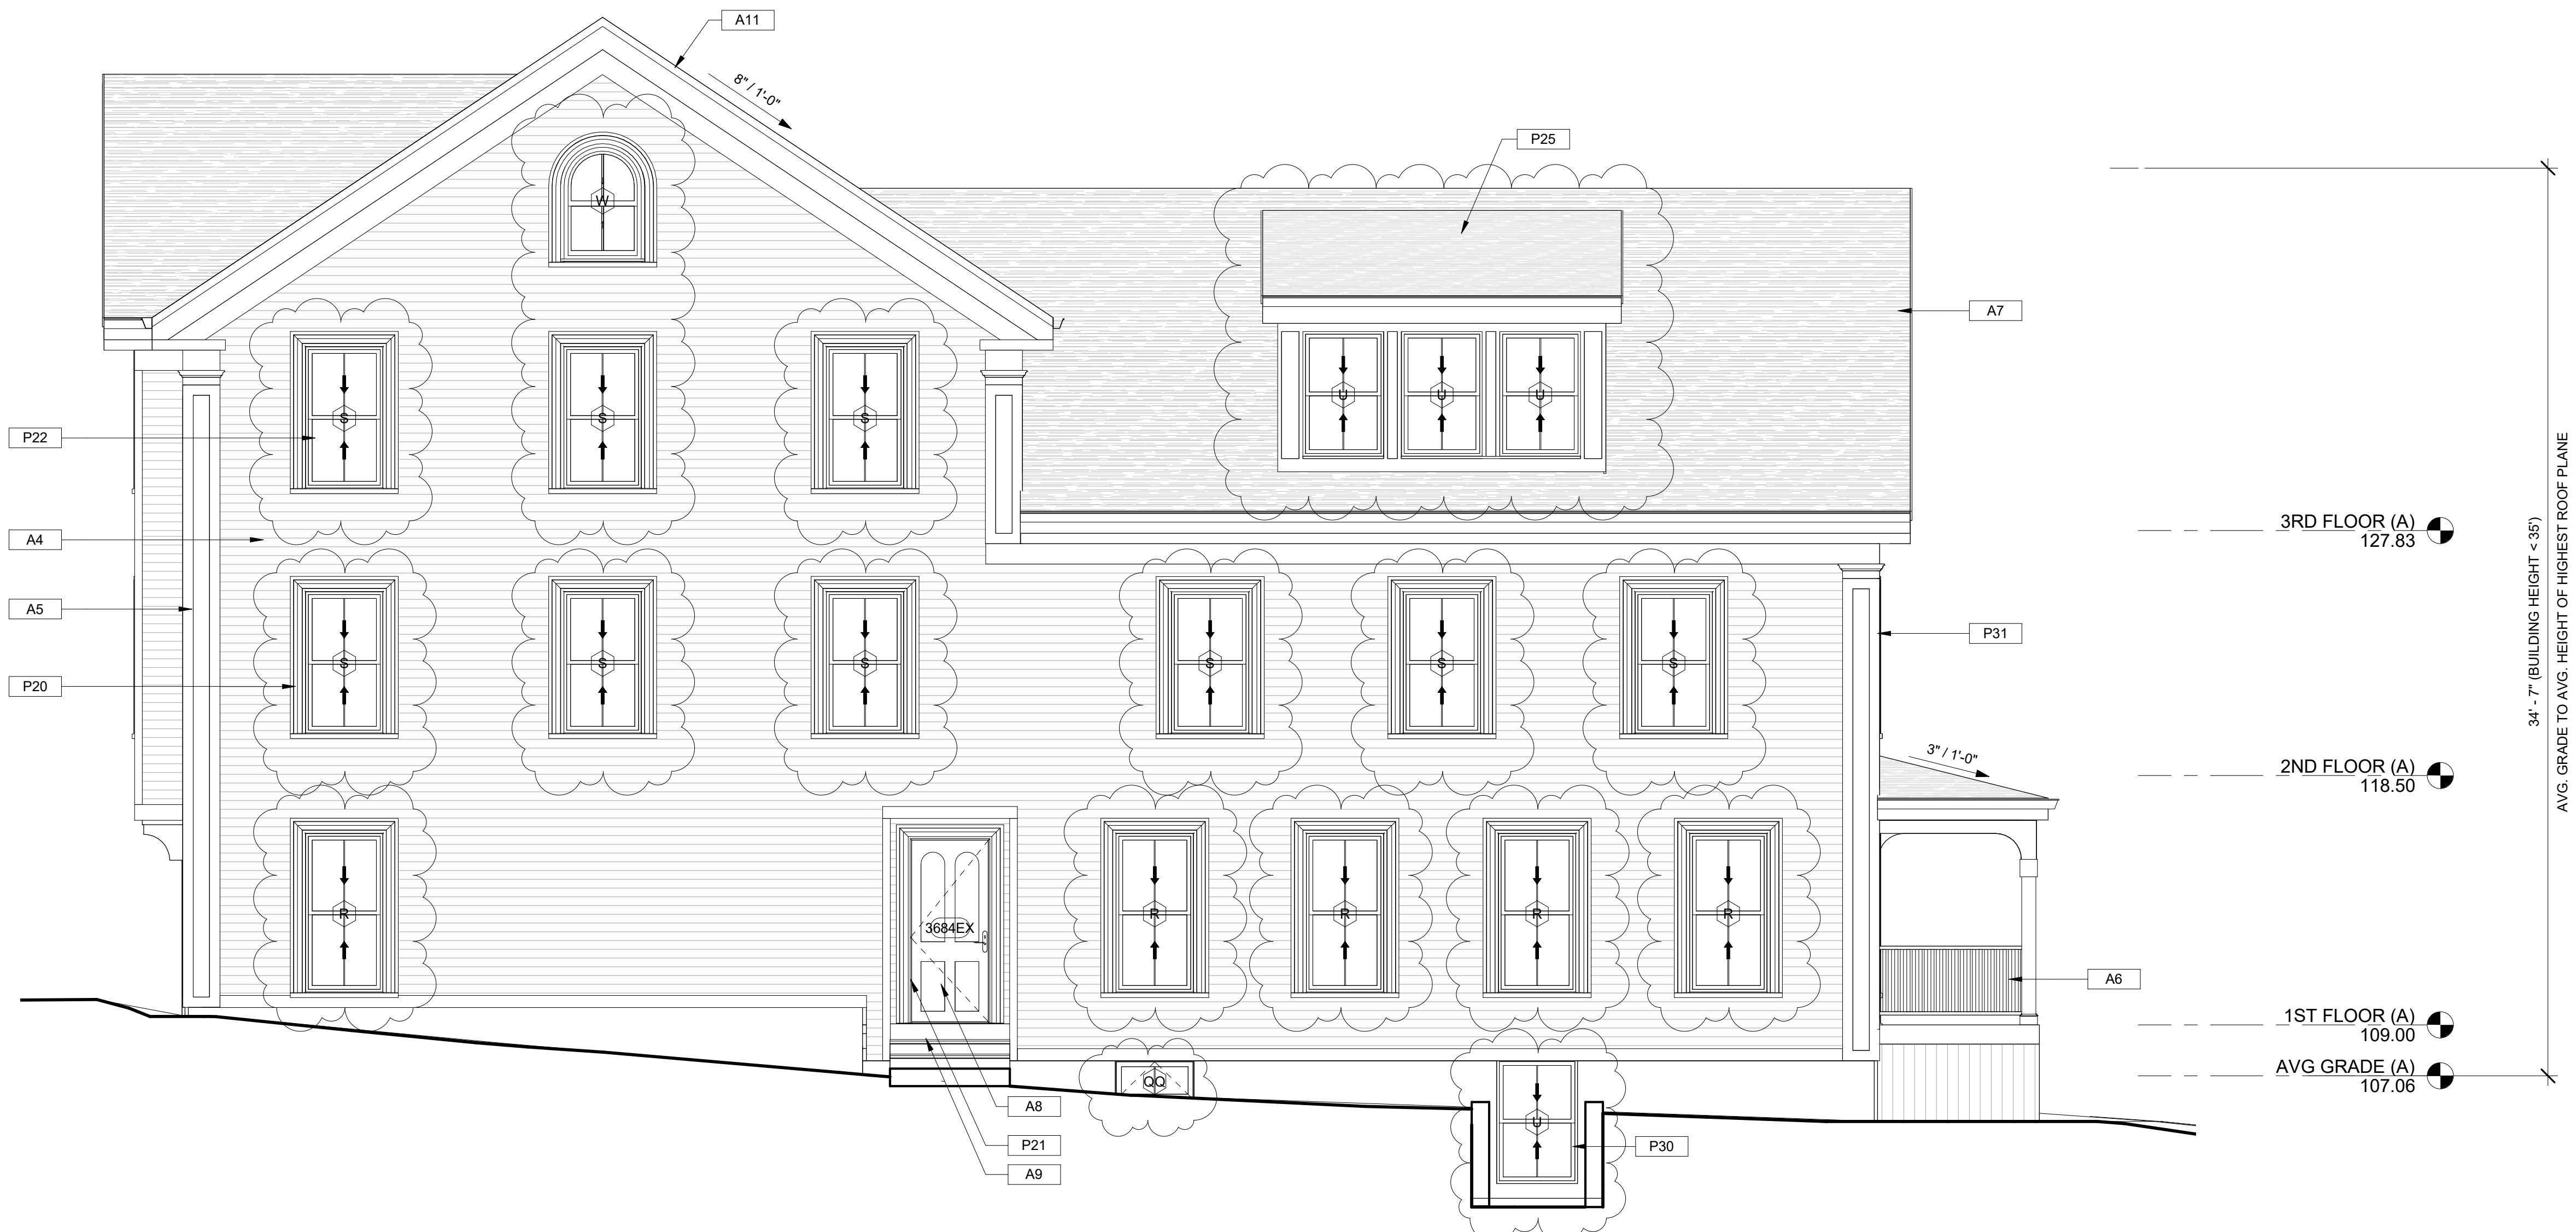 A11
8" / 1'-0"
P25
W
A7
U U U
S S S
P22
3RD FLOOR (A)
127.83
A4
A5
P31
S S S S S S
P20
3" / 1'-0"
2ND FLOOR (A)
118.50
34' - 7" (BUILDING HEIGHT < 35')
AVG. GRADE TO AVG. HEIGHT OF HIGHEST ROOF PLANE
R R R R R
3684EX
A6
1ST FLOOR (A)
109.00
AVG GRADE (A)
107.06
QQ
A8
U
P21
P30
A9